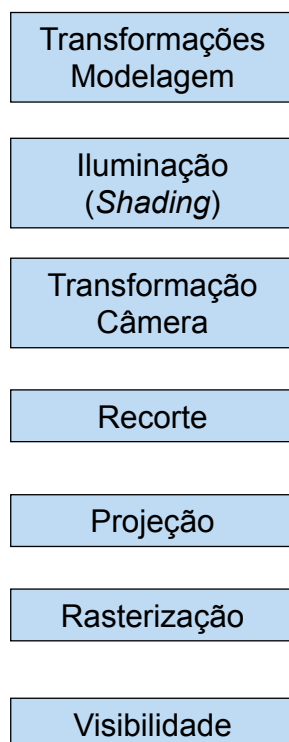 Transformações
Modelagem
Iluminação
(Shading)
Transformação
Câmera
Recorte
Projeção
Rasterização
Visibilidade